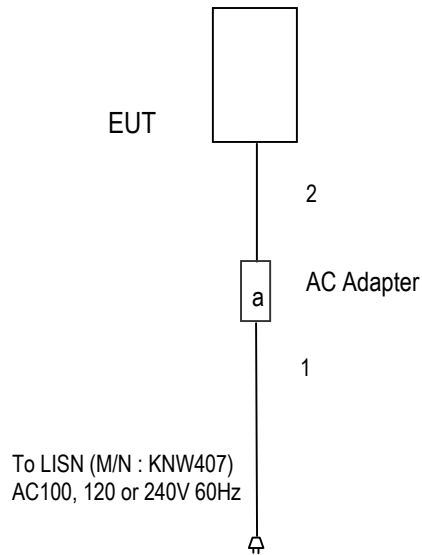 EUT
2
AC Adapter
a
1
To LISN (M/N : KNW407)
AC100, 120 or 240V 60Hz